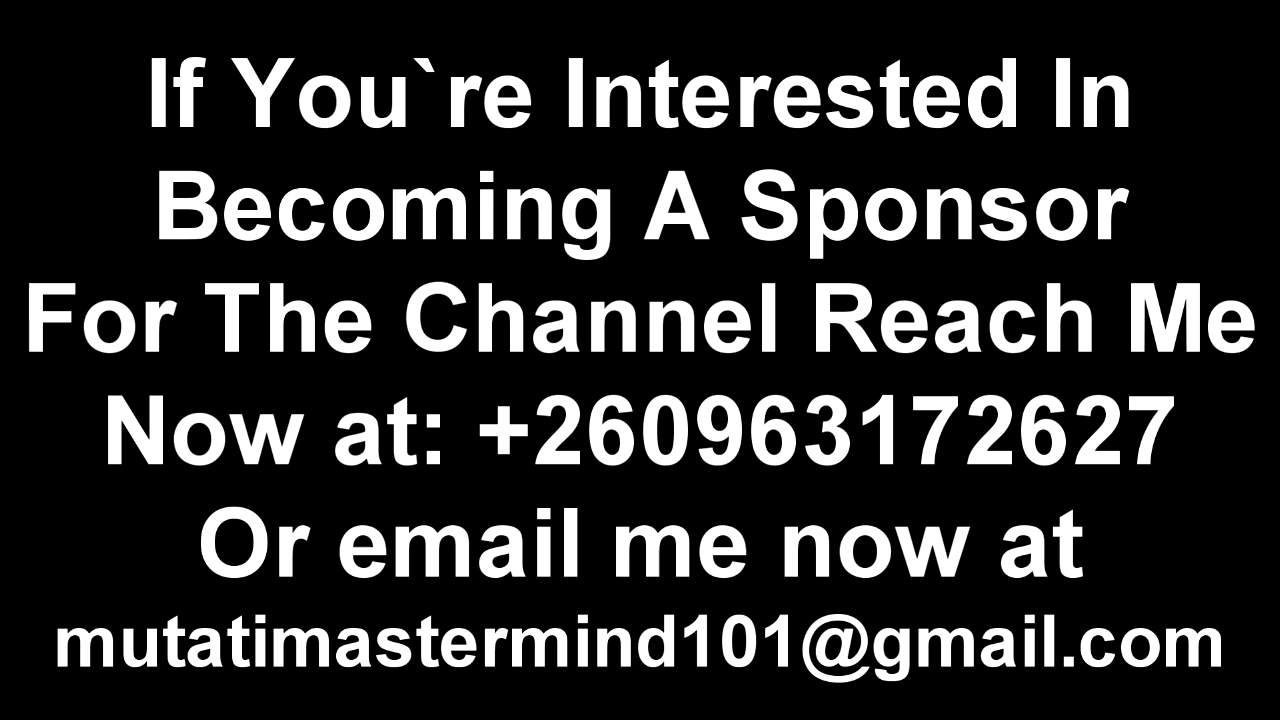 If You`re Interested In
Becoming A Sponsor
For The Channel Reach Me
Now at: +260963172627
Or email me now at
mutatimastermind101@gmail.com